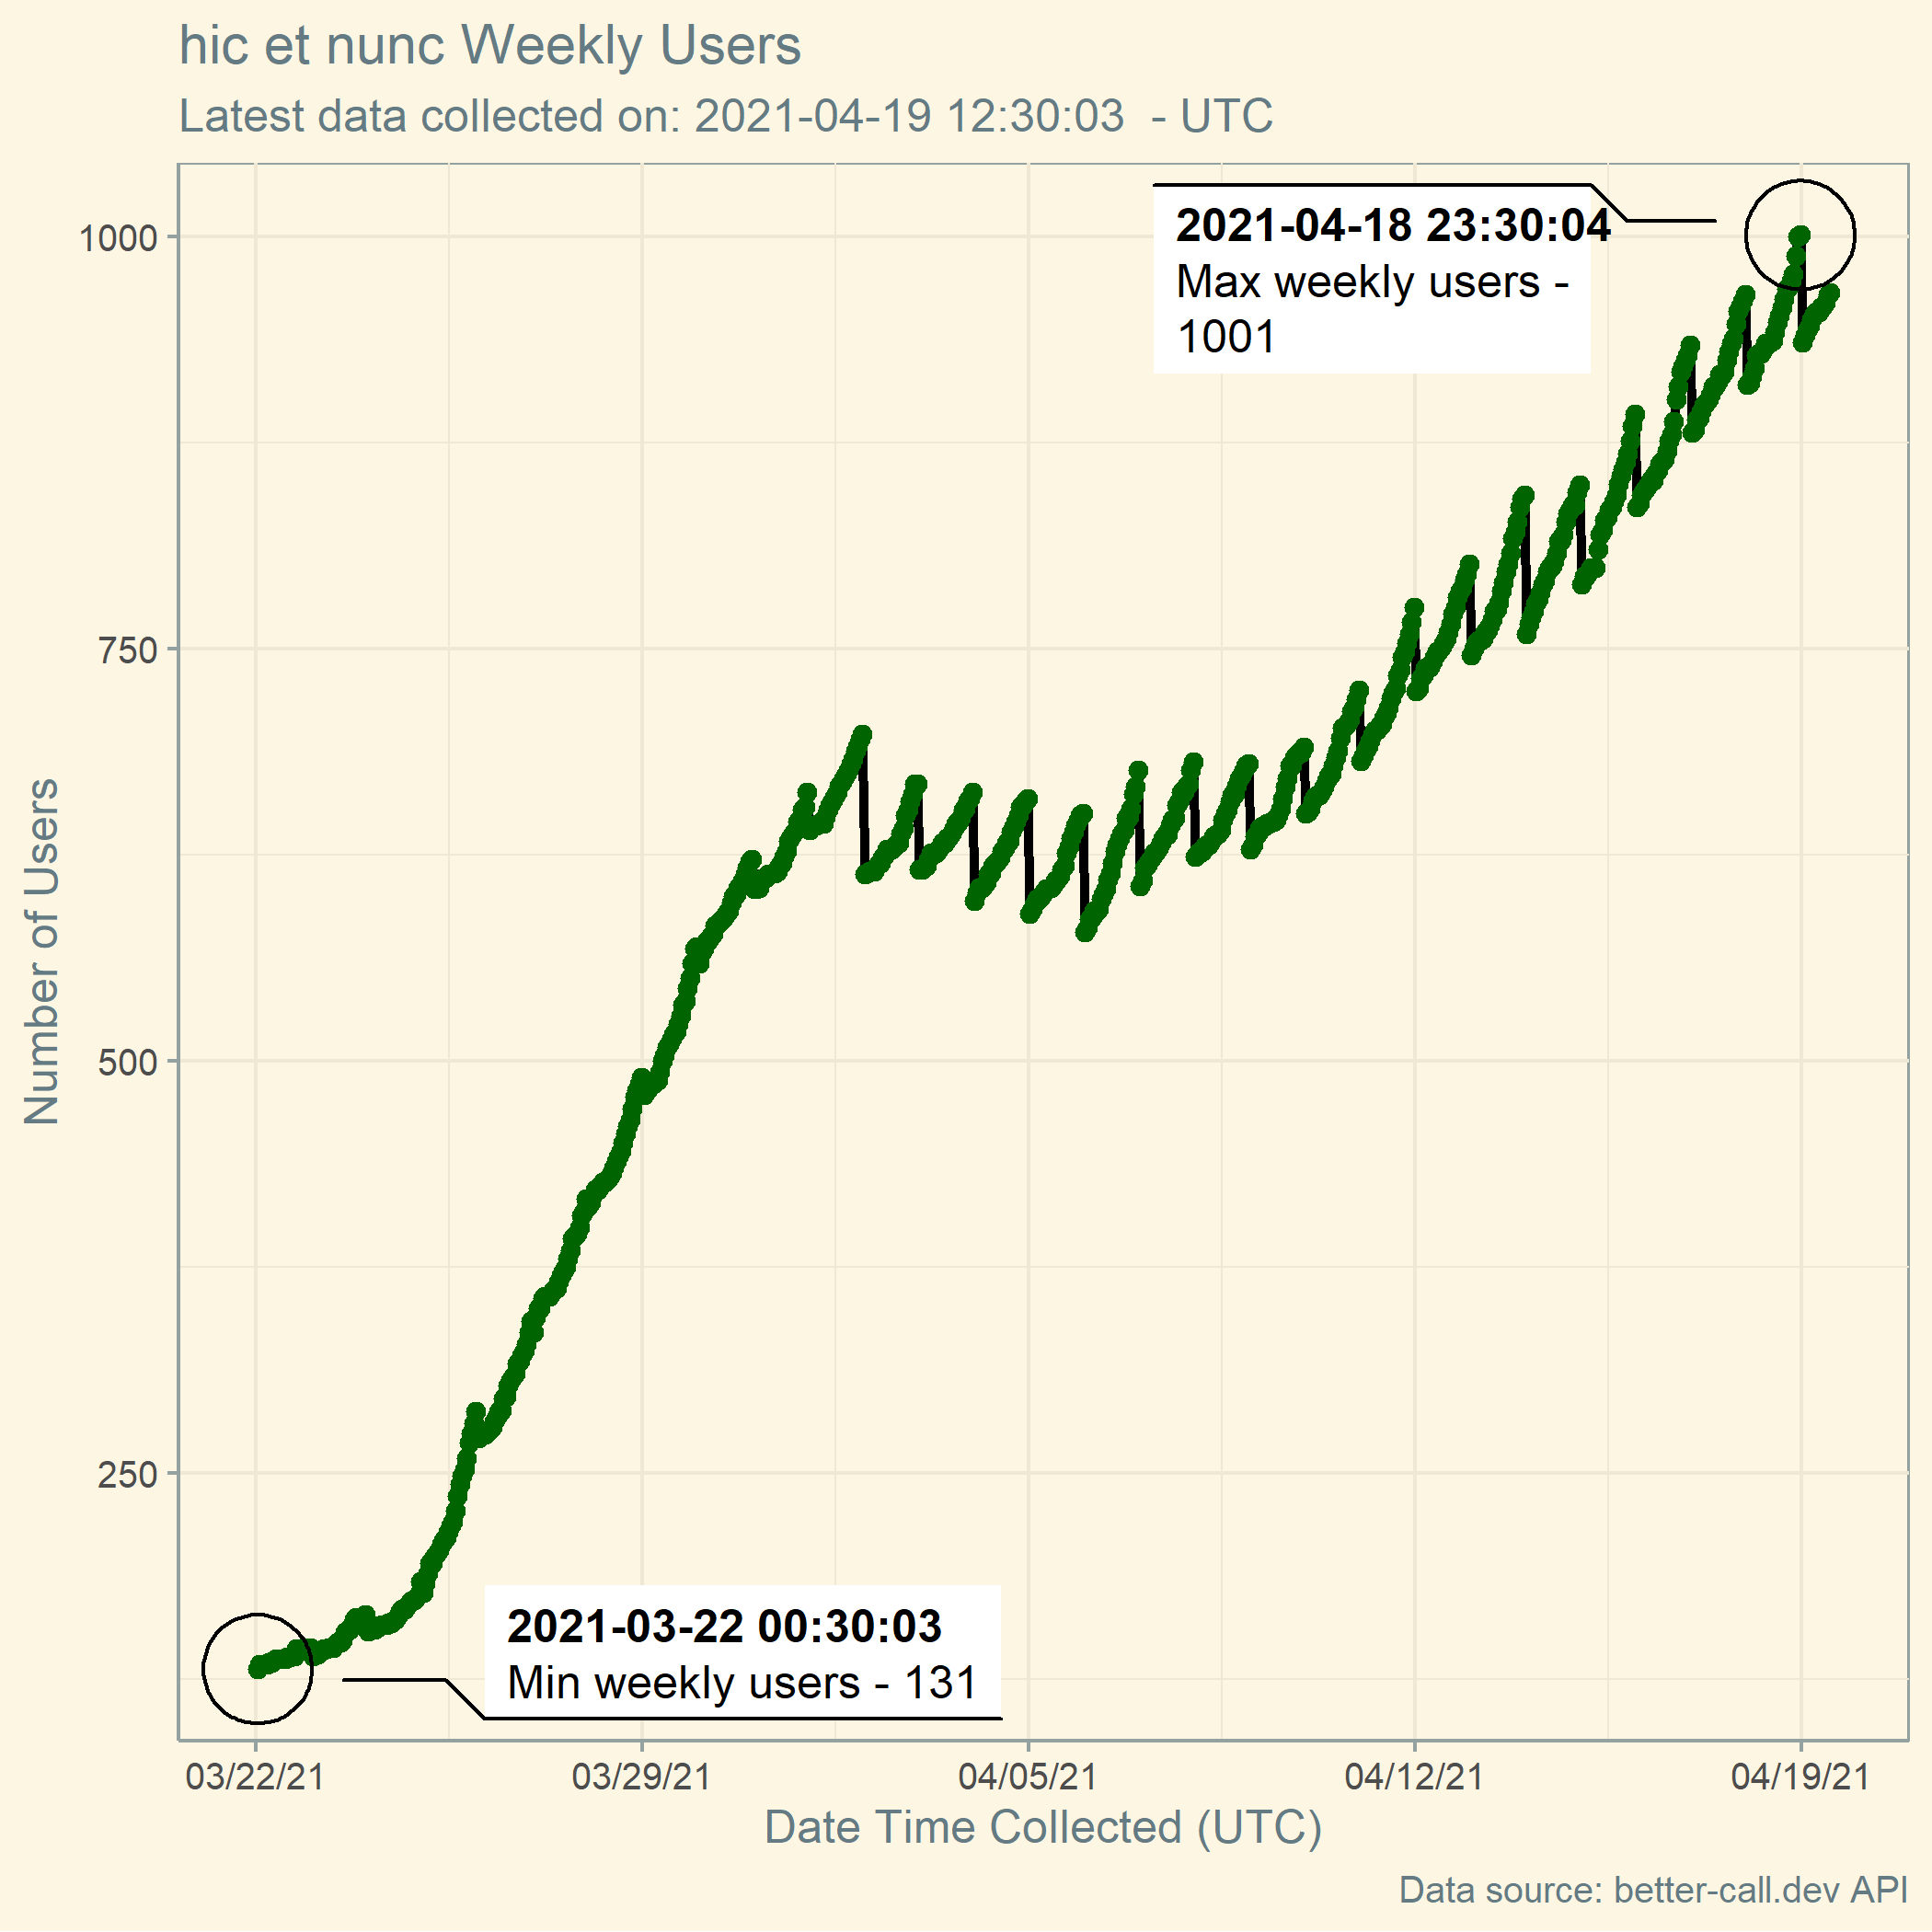 hic et nunc Weekly Users
Latest data collected on: 2021-04-19 12:30:03  - UTC
1000
750
500
250
Number of Users
2021-04-18 23:30:04
Max weekly users -
1001
2021-03-22 00:30:03
Min weekly users - 131
03/22/21
03/29/21
04/05/21
04/12/21
04/19/21
Date Time Collected (UTC)
Data source: better-call.dev API